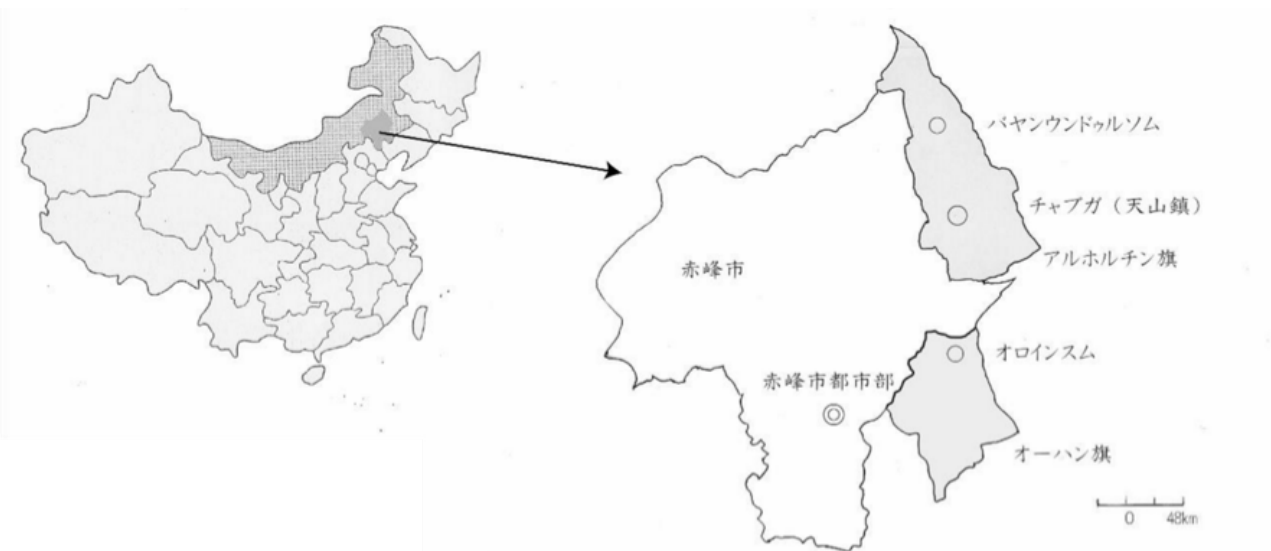 バヤンウンドゥルソム
チャブガ（天山鎮）
アルホルチン旗
赤峰市
オロインスム
赤峰市都市部
オーハン旗
0 48km